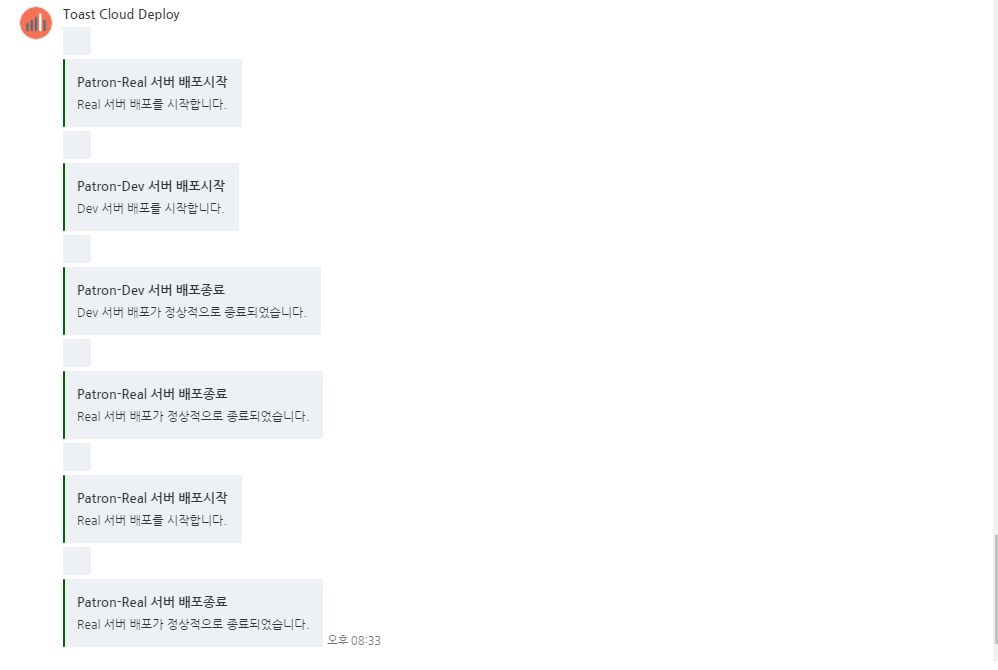 Toast Cloud Deploy
Patron-Real 서버 배포시작
Real 서버 배포를 시작합니다.
Patron-Dev 서버 배포시작
Dev 서버 배포를 시작합니다.
Patron-Dev 서버 배포종료
Dev 서버 배포가 정상적으로 종료되었습니다.
Patron-Real 서버 배포종료
Real 서버 배포가 정상적으로 종료되었습니다.
Patron-Real 서버 배포시작
Real 서버 배포를 시작합니다.
Patron-Real 서버 배포종료
Real 서버 배포가 정상적으로 종료되었습니다.
오후 08:33